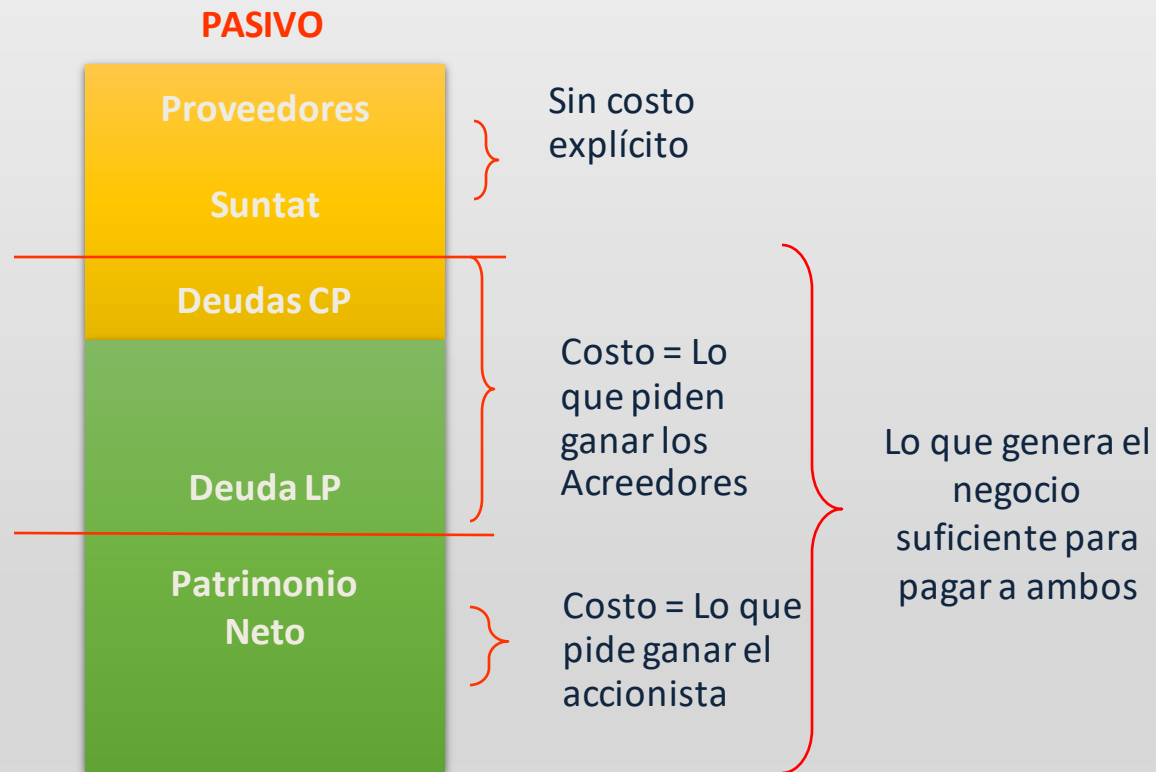 PASIVO
Proveedores
Suntat
Deudas CP
Deuda LP
Patrimonio
Neto
Sin costo
explícito
Costo = Lo
que piden
ganar los
Acreedores
Costo = Lo que
pide ganar el
accionista
Lo que genera el
negocio
suficiente para
pagar a ambos